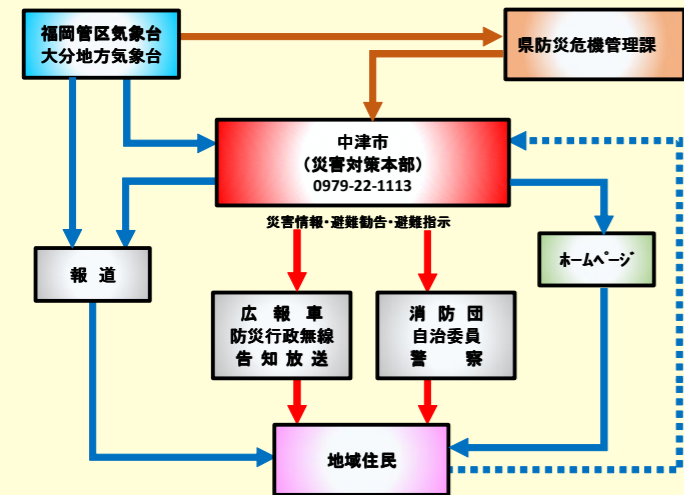 福岡管区気象台
大分地方気象台
県防災危機管理課
中津市
（災害対策本部）
0979-22-1113
災害情報・避難勧告・避難指示
報 道
ホームページ
広 報 車
防災行政無線
告 知 放 送
消 防 団
自治委員
警 察
地域住民